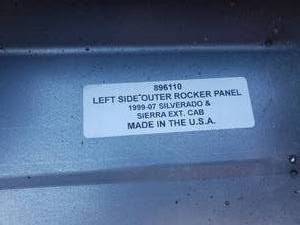 896110
LEFT SIDE OUTER ROCKER PANEL
1999-07 SILVERADO &
SIERRA EXT. CAB
MADE IN THE U.S.A.